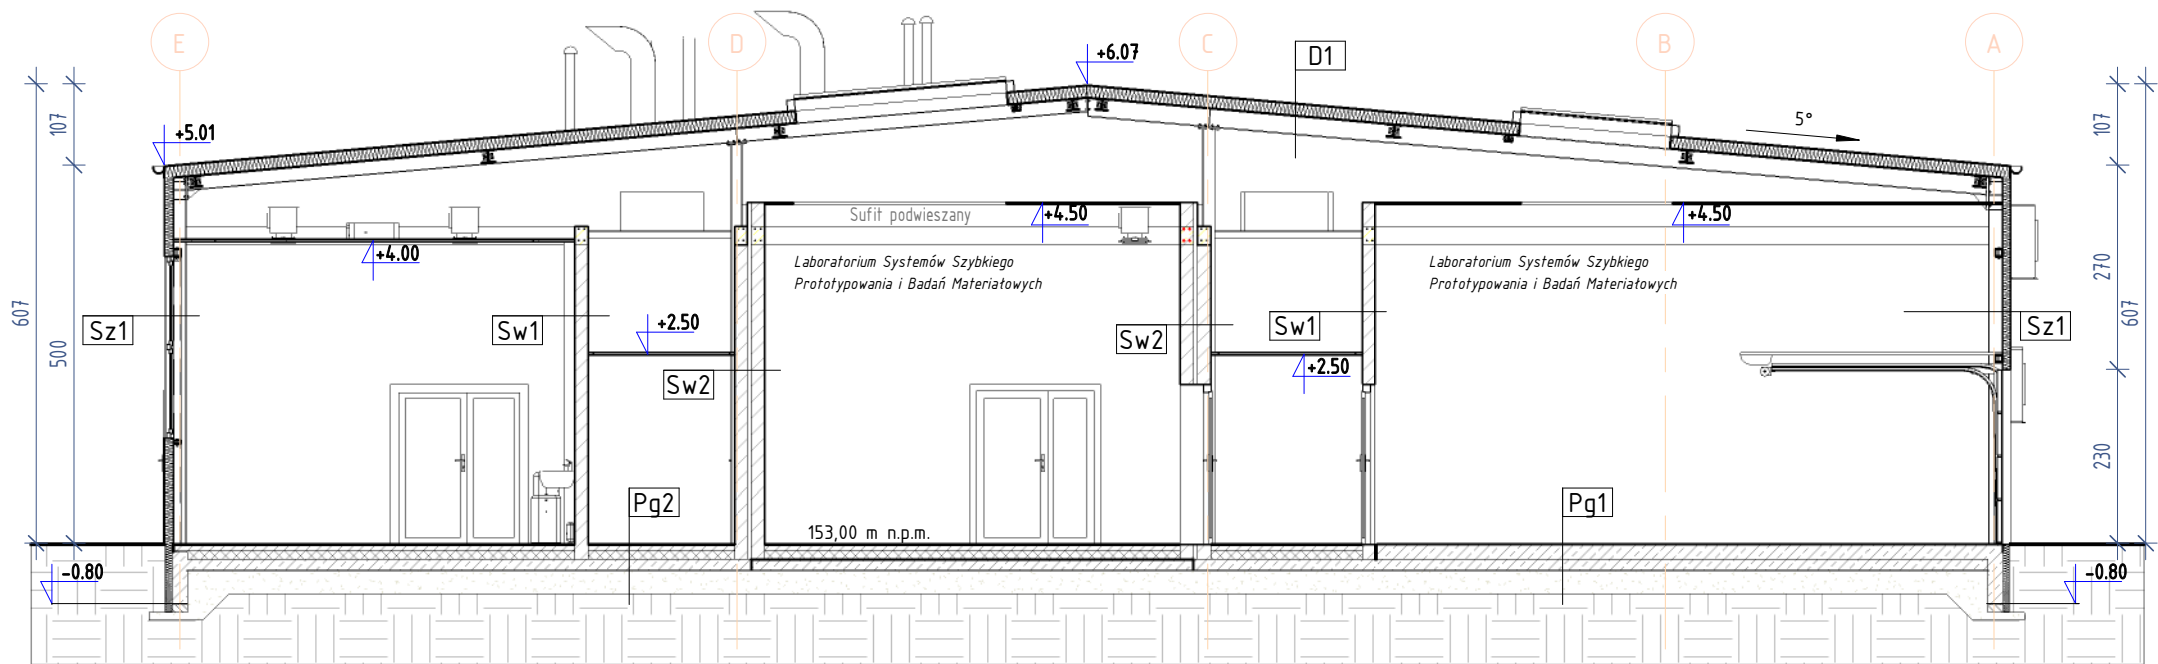 E
D
C
B
A
D1
+6.07
5°
+5.01
107
107
Sufit podwieszany
+4.50
+4.50
+4.00
Laboratorium Systemów Szybkiego
Prototypowania i Badań Materiałowych
Laboratorium Systemów Szybkiego
Prototypowania i Badań Materiałowych
270
607
607
Sz1
Sw1
+2.50
Sw2
Sw1
Sz1
500
Sw2
+2.50
230
Pg2
Pg1
153,00 m n.p.m.
-0.80
-0.80